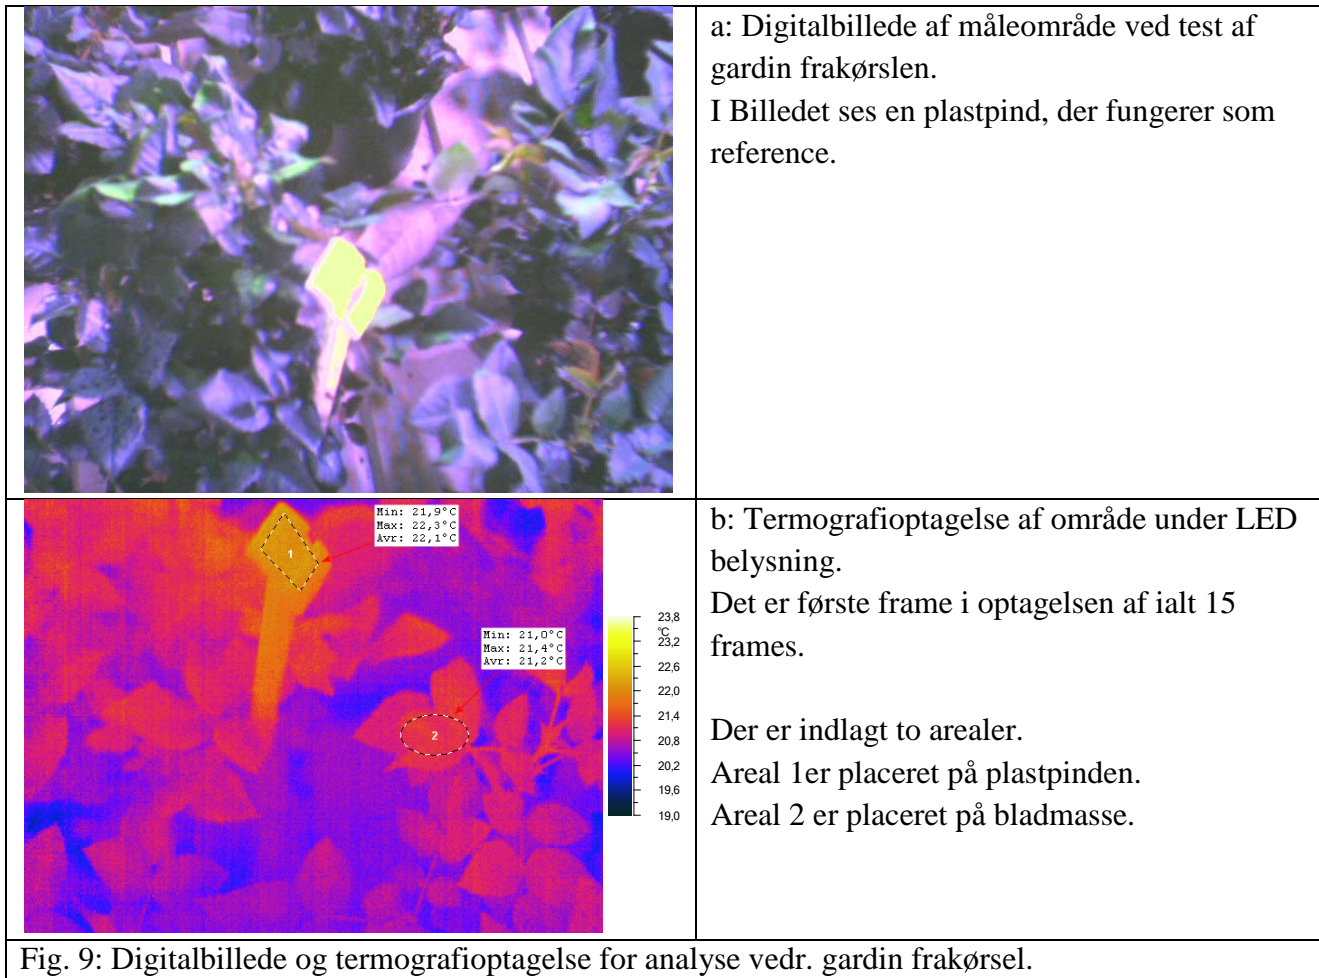 a: Digitalbillede af måleområde ved test af
gardin frakørslen.
I Billedet ses en plastpind, der fungerer som
reference.
Min: 21,9°C
Max: 22,3°C
Avr: 22,1°C
1
Min: 21,0°C
Max: 21,4°C
Avr: 21,2°C
2
23,8
°C
23,2
22,6
22,0
21,4
20,8
20,2
19,6
19,0
b: Termografioptagelse af område under LED
belysning.
Det er første frame i optagelsen af ialt 15
frames.
Der er indlagt to arealer.
Areal 1er placeret på plastpinden.
Areal 2 er placeret på bladmasse.
Fig. 9: Digitalbillede og termografioptagelse for analyse vedr. gardin frakørsel.